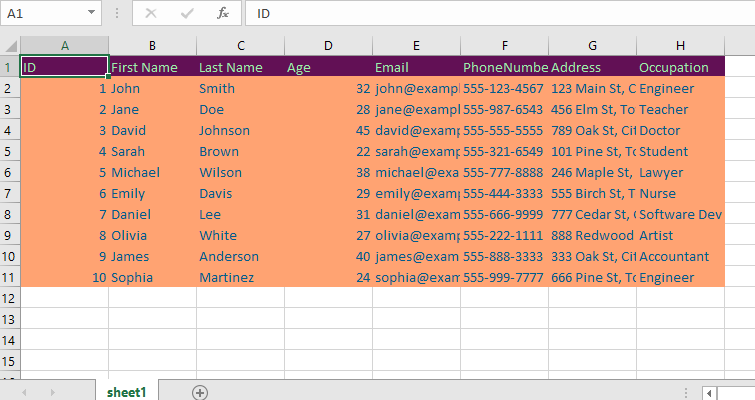 A1 fx ID
A B C D E F G H
1 ID First Name Last Name Age Email PhoneNumbe Address Occupation
2 1 John Smith 32 john@exampl 555-123-4567 123 Main St, C Engineer
3 2 Jane Doe 28 jane@exampl 555-987-6543 456 Elm St, To Teacher
4 3 David Johnson 45 david@examp 555-555-5555 789 Oak St, Cit Doctor
5 4 Sarah Brown 22 sarah@examp 555-321-6549 101 Pine St, To Student
6 5 Michael Wilson 38 michael@exa 555-777-8888 246 Maple St, Lawyer
7 6 Emily Davis 29 emily@examp 555-444-3333 555 Birch St, T Nurse
8 7 Daniel Lee 31 daniel@exam 555-666-9999 777 Cedar St, Software Dev
9 8 Olivia White 27 olivia@examp 555-222-1111 888 Redwood Artist
10 9 James Anderson 40 james@exam 555-888-3333 333 Oak St, Cit Accountant
11 10 Sophia Martinez 24 sophia@exam 555-999-7777 666 Pine St, To Engineer
12
13
14
15
sheet1